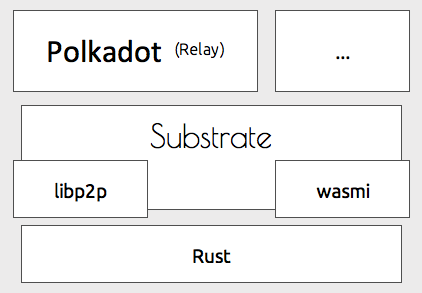 Polkadot (Relay)
...
Substrate
libp2p
wasmi
Rust